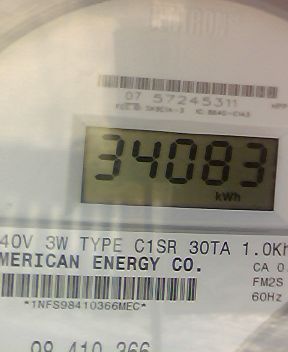 07 57245311
34083
kWh
40V 3W TYPE C1SR 30TA 1.0Kh
MERICAN ENERGY CO.
CA 0.
FM2S
*1NFS98410366MEC*
60Hz
98 410 366